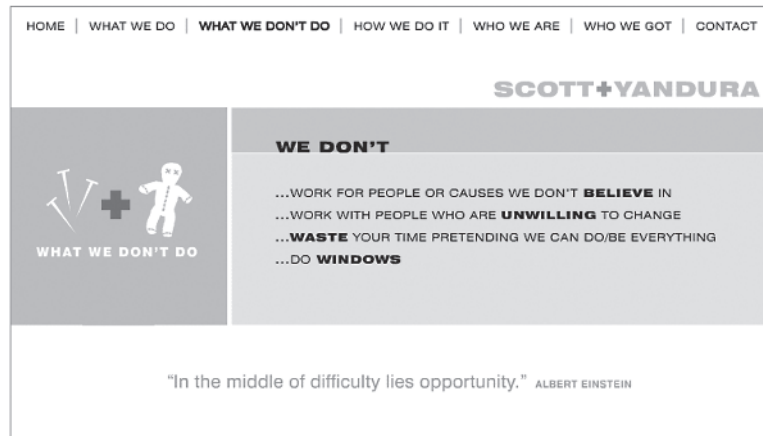 HOME | WHAT WE DO | WHAT WE DON'T DO | HOW WE DO IT | WHO WE ARE | WHO WE GOT | CONTACT
SCOTT+YANDURA
WE DON'T
...WORK FOR PEOPLE OR CAUSES WE DON'T BELIEVE IN
...WORK WITH PEOPLE WHO ARE UNWILLING TO CHANGE
...WASTE YOUR TIME PRETENDING WE CAN DO/BE EVERYTHING
...DO WINDOWS
WHAT WE DON'T DO
“In the middle of difficulty lies opportunity.” ALBERT EINSTEIN